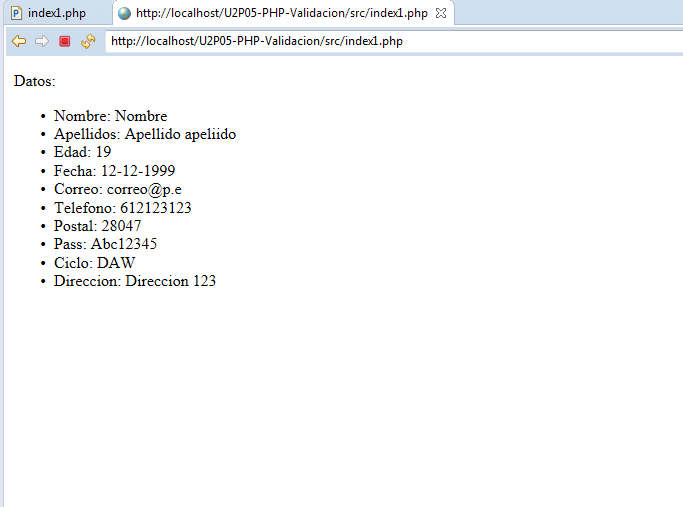 index1.php
http://localhost/U2P05-PHP-Validacion/src/index1.php
http://localhost/U2P05-PHP-Validacion/src/index1.php
Datos:
• Nombre: Nombre
• Apellidos: Apellido apeliido
• Edad: 19
• Fecha: 12-12-1999
• Correo: correo@p.e
• Telefono: 612123123
• Postal: 28047
• Pass: Abc12345
• Ciclo: DAW
• Direccion: Direccion 123